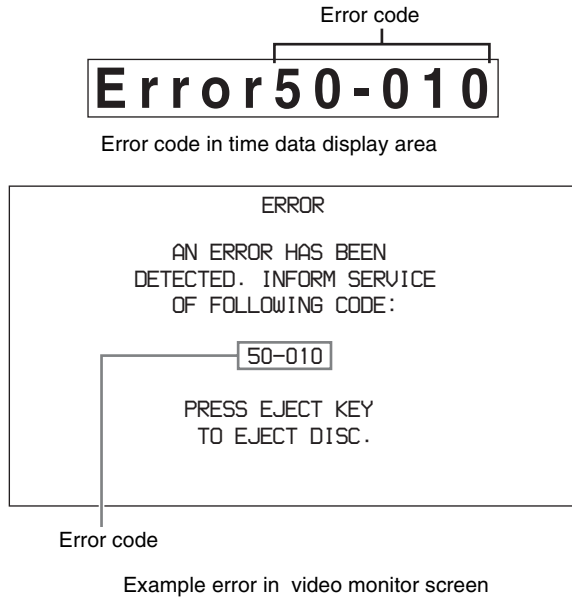 Error code
Error50-010
Error code in time data display area
ERROR
AN ERROR HAS BEEN
DETECTED. INFORM SERVICE
OF FOLLOWING CODE:
50-010
PRESS EJECT KEY
TO EJECT DISC.
Error code
Example error in video monitor screen